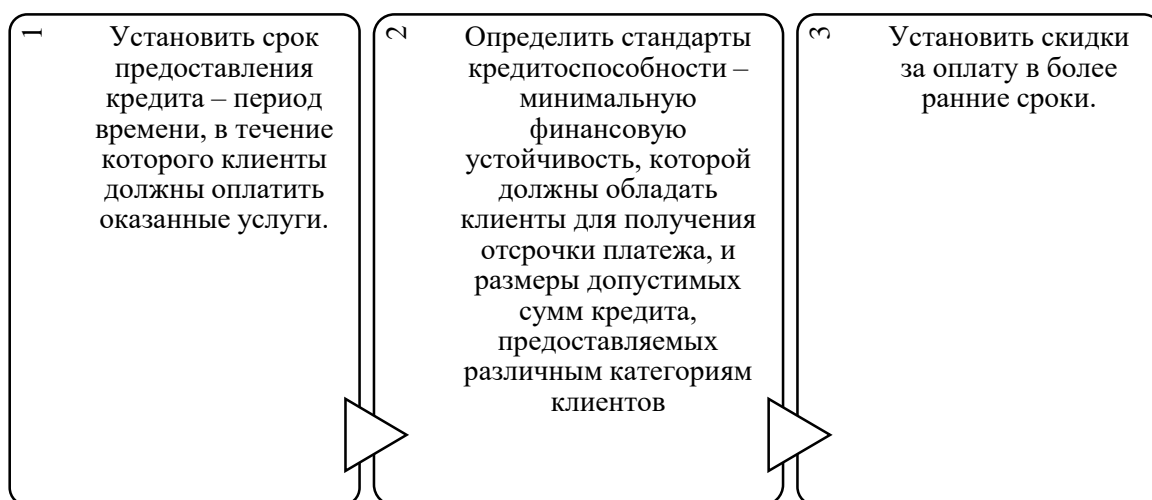 1
Установить срок
предоставления
кредита – период
времени, в течение
которого клиенты
должны оплатить
оказанные услуги.
2
Определить стандарты
кредитоспособности –
минимальную
финансовую
устойчивость, которой
должны обладать
клиенты для получения
отсрочки платежа, и
размеры допустимых
сумм кредита,
предоставляемых
различным категориям
клиентов
3
Установить скидки
за оплату в более
ранние сроки.